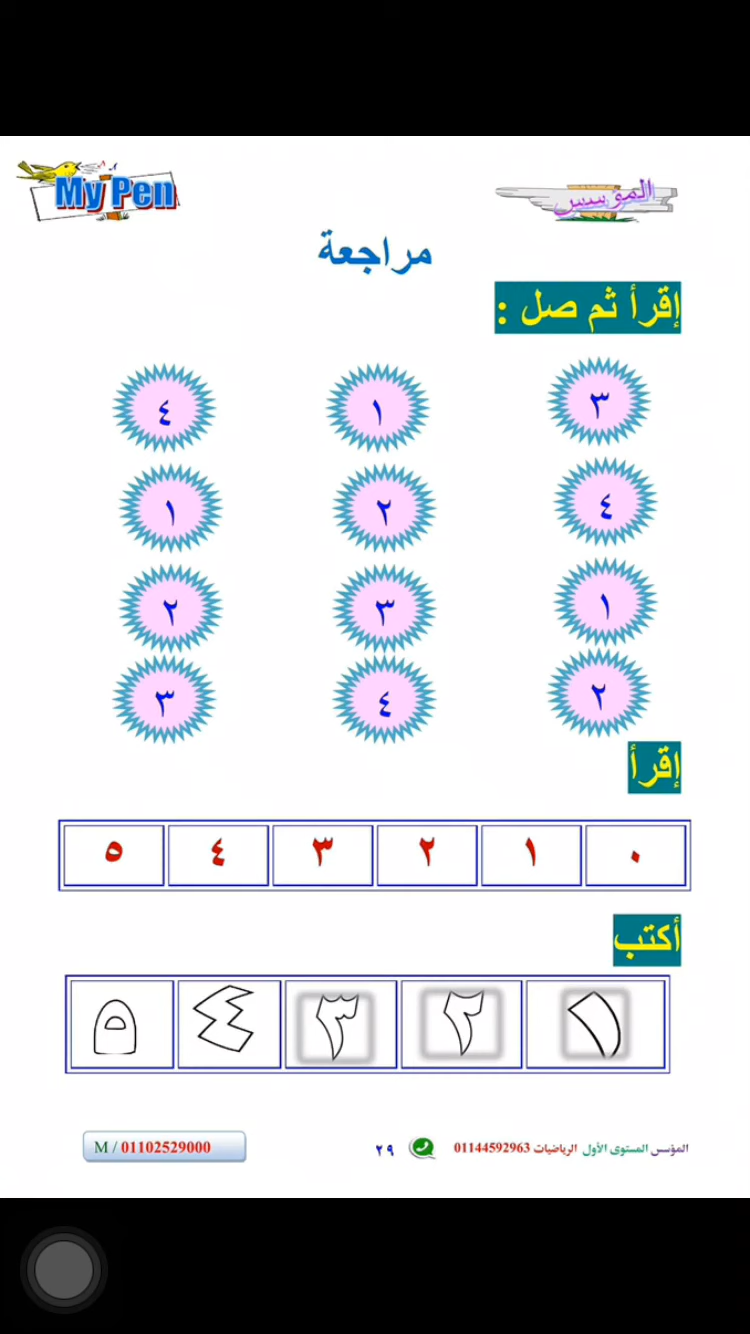 My Pen
المؤسس
مراجعة
إقرأ ثم صل :
٣ ١ ٤
٤ ٢ ١
١ ٣ ٢
٢ ٤ ٣
إقرأ
٠ ١ ٢ ٣ ٤ ٥
أكتب
١ ٢ ٣ ٤ ٥
المؤسس المستوى الأول الرياضيات 01144592963 ٢٩ M / 01102529000